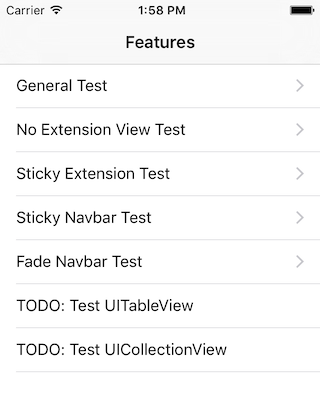 Carrier 1:58 PM
Features
General Test
No Extension View Test
Sticky Extension Test
Sticky Navbar Test
Fade Navbar Test
TODO: Test UITableView
TODO: Test UICollectionView